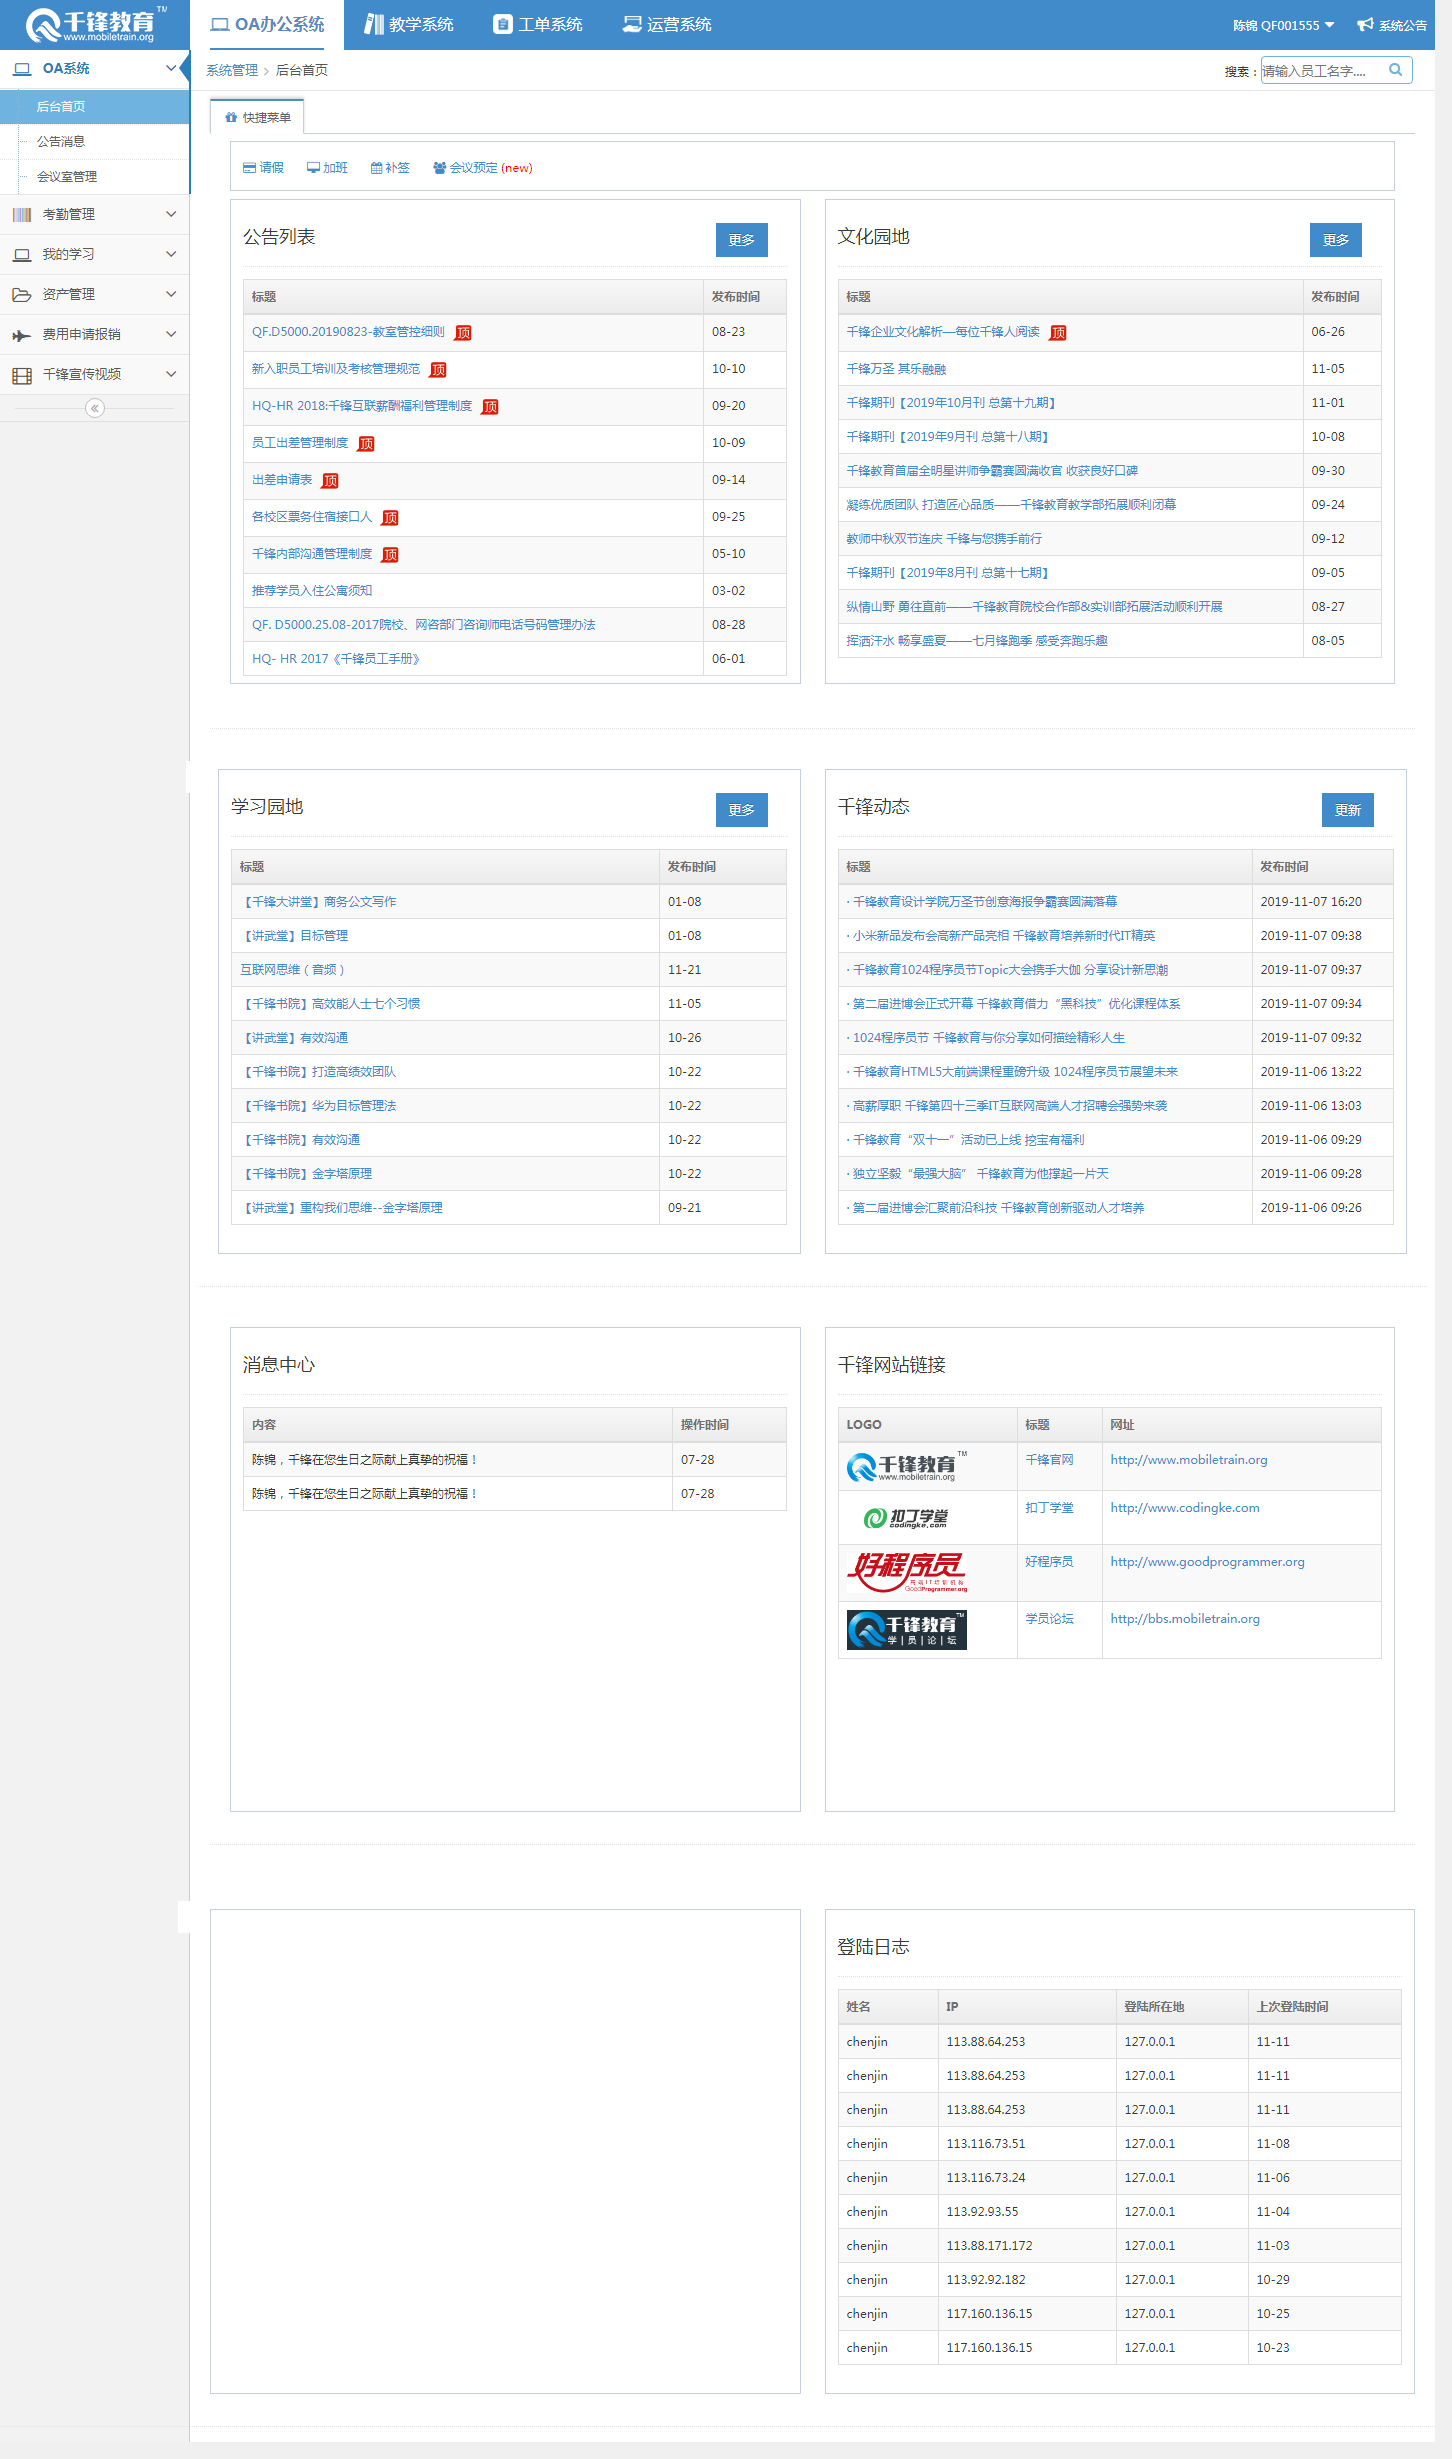 千锋教育™
www.mobiletrain.org
OA办公系统
教学系统
工单系统
运营系统
陈锦 QF001555
系统公告
OA系统
后台首页
公告消息
会议室管理
考勤管理
我的学习
资产管理
费用申请报销
千锋宣传视频
系统管理 > 后台首页
搜索：请输入员工名字....
快捷菜单
请假 加班 补签 会议预定 (new)
公告列表
更多
标题 发布时间
QF.D5000.20190823-教室管控细则 顶 08-23
新入职员工培训及考核管理规范 顶 10-10
HQ-HR 2018:千锋互联薪酬福利管理制度 顶 09-20
员工出差管理制度 顶 10-09
出差申请表 顶 09-14
各校区票务住宿接口人 顶 09-25
千锋内部沟通管理制度 顶 05-10
推荐学员入住公寓须知 03-02
QF. D5000.25.08-2017院校、网咨部门咨询师电话号码管理办法 08-28
HQ- HR 2017《千锋员工手册》 06-01
文化园地
更多
标题 发布时间
千锋企业文化解析—每位千锋人阅读 顶 06-26
千锋万圣 其乐融融 11-05
千锋期刊【2019年10月刊 总第十九期】 11-01
千锋期刊【2019年9月刊 总第十八期】 10-08
千锋教育首届全明星讲师争霸赛圆满收官 收获良好口碑 09-30
凝练优质团队 打造匠心品质——千锋教育教学部拓展顺利闭幕 09-24
教师中秋双节连庆 千锋与您携手前行 09-12
千锋期刊【2019年8月刊 总第十七期】 09-05
纵情山野 勇往直前——千锋教育院校合作部&实训部拓展活动顺利开展 08-27
挥洒汗水 畅享盛夏——七月锋跑季 感受奔跑乐趣 08-05
学习园地
更多
标题 发布时间
【千锋大讲堂】商务公文写作 01-08
【讲武堂】目标管理 01-08
互联网思维（音频） 11-21
【千锋书院】高效能人士七个习惯 11-05
【讲武堂】有效沟通 10-26
【千锋书院】打造高绩效团队 10-22
【千锋书院】华为目标管理法 10-22
【千锋书院】有效沟通 10-22
【千锋书院】金字塔原理 10-22
【讲武堂】重构我们思维--金字塔原理 09-21
千锋动态
更新
标题 发布时间
· 千锋教育设计学院万圣节创意海报争霸赛圆满落幕 2019-11-07 16:20
· 小米新品发布会高新产品亮相 千锋教育培养新时代IT精英 2019-11-07 09:38
· 千锋教育1024程序员节Topic大会携手大伽 分享设计新思潮 2019-11-07 09:37
· 第二届进博会正式开幕 千锋教育借力“黑科技”优化课程体系 2019-11-07 09:34
· 1024程序员节 千锋教育与你分享如何描绘精彩人生 2019-11-07 09:32
· 千锋教育HTML5大前端课程重磅升级 1024程序员节展望未来 2019-11-06 13:22
· 高薪厚职 千锋第四十三季IT互联网高端人才招聘会强势来袭 2019-11-06 13:03
· 千锋教育“双十一”活动已上线 挖宝有福利 2019-11-06 09:29
· 独立坚毅“最强大脑” 千锋教育为他撑起一片天 2019-11-06 09:28
· 第二届进博会汇聚前沿科技 千锋教育创新驱动人才培养 2019-11-06 09:26
消息中心
内容 操作时间
陈锦，千锋在您生日之际献上真挚的祝福！ 07-28
陈锦，千锋在您生日之际献上真挚的祝福！ 07-28
千锋网站链接
LOGO 标题 网址
千锋教育™ www.mobiletrain.org 千锋官网 http://www.mobiletrain.org
扣丁学堂 codingke.com 扣丁学堂 http://www.codingke.com
好程序员 高端IT培训机构 GoodProgrammer.org 好程序员 http://www.goodprogrammer.org
千锋教育™ 学|员|论|坛 学员论坛 http://bbs.mobiletrain.org
登陆日志
姓名 IP 登陆所在地 上次登陆时间
chenjin 113.88.64.253 127.0.0.1 11-11
chenjin 113.88.64.253 127.0.0.1 11-11
chenjin 113.88.64.253 127.0.0.1 11-11
chenjin 113.116.73.51 127.0.0.1 11-08
chenjin 113.116.73.24 127.0.0.1 11-06
chenjin 113.92.93.55 127.0.0.1 11-04
chenjin 113.88.171.172 127.0.0.1 11-03
chenjin 113.92.92.182 127.0.0.1 10-29
chenjin 117.160.136.15 127.0.0.1 10-25
chenjin 117.160.136.15 127.0.0.1 10-23